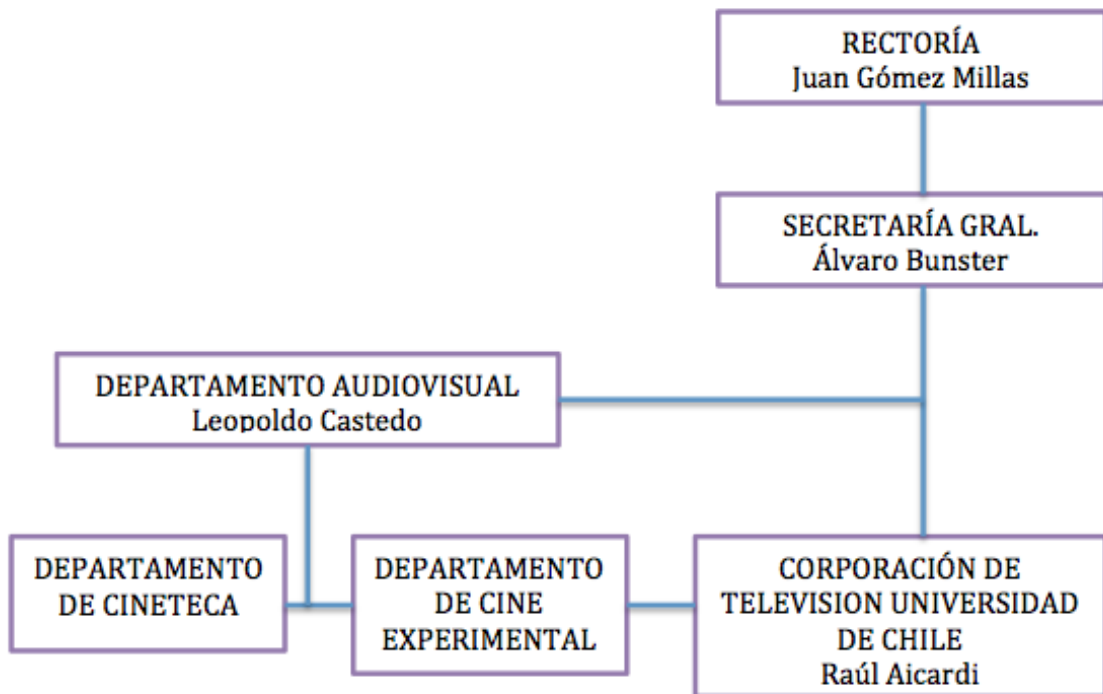 RECTORÍA
Juan Gómez Millas
SECRETARÍA GRAL.
Álvaro Bunster
DEPARTAMENTO AUDIOVISUAL
Leopoldo Castedo
DEPARTAMENTO
DE CINETECA
DEPARTAMENTO
DE CINE
EXPERIMENTAL
CORPORACIÓN DE
TELEVISION UNIVERSIDAD
DE CHILE
Raúl Aicardi